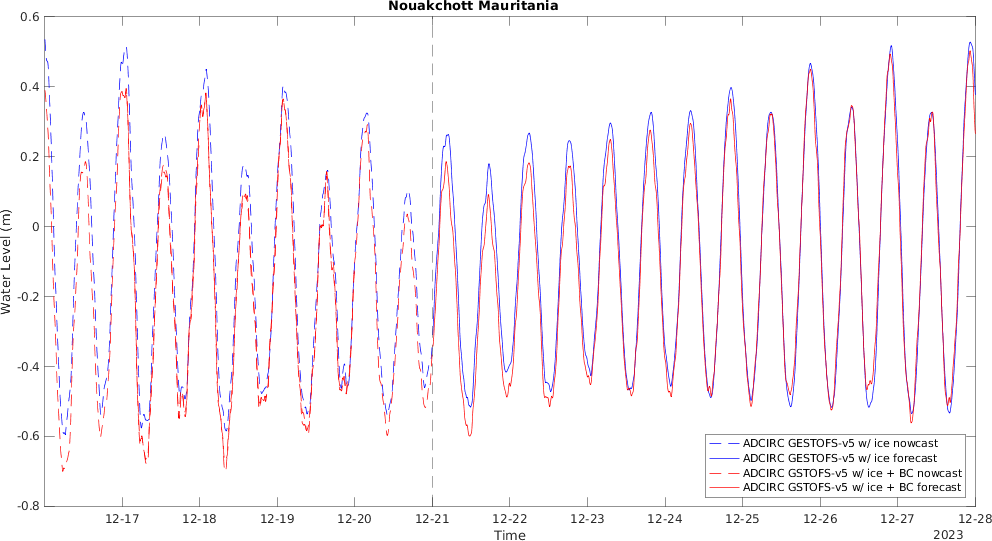 Nouakchott Mauritania
0.6
0.4
0.2
0
-0.2
-0.4
-0.6
-0.8
Water Level (m)
ADCIRC GESTOFS-v5 w/ ice nowcast
ADCIRC GESTOFS-v5 w/ ice forecast
ADCIRC GSTOFS-v5 w/ ice + BC nowcast
ADCIRC GSTOFS-v5 w/ ice + BC forecast
12-17 12-18 12-19 12-20 12-21 12-22 12-23 12-24 12-25 12-26 12-27 12-28
Time
2023